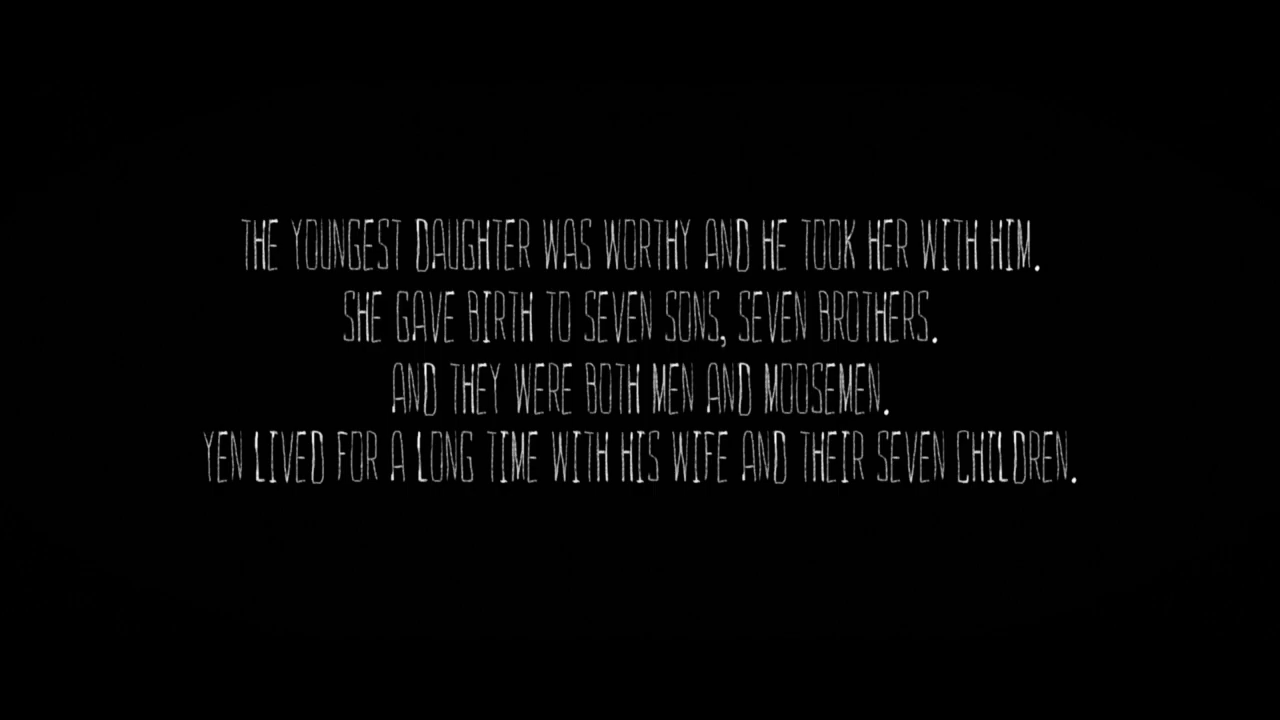 THE YOUNGEST DAUGHTER WAS WORTHY AND HE TOOK HER WITH HIM.
SHE GAVE BIRTH TO SEVEN SONS, SEVEN BROTHERS.
AND THEY WERE BOTH MEN AND MOOSEMEN.
YEN LIVED FOR A LONG TIME WITH HIS WIFE AND THEIR SEVEN CHILDREN.